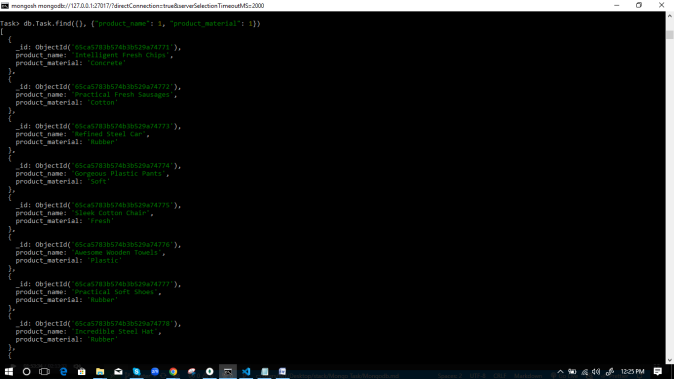 mongosh mongodb://127.0.0.1:27017/?directConnection=true&serverSelectionTimeoutMS=2000
Task> db.Task.find({}, {"product_name": 1, "product_material": 1})
[
{
_id: ObjectId('65ca5783b574b3b529a74771'),
product_name: 'Intelligent Fresh Chips',
product_material: 'Concrete'
},
{
_id: ObjectId('65ca5783b574b3b529a74772'),
product_name: 'Practical Fresh Sausages',
product_material: 'Cotton'
},
{
_id: ObjectId('65ca5783b574b3b529a74773'),
product_name: 'Refined Steel Car',
product_material: 'Rubber'
},
{
_id: ObjectId('65ca5783b574b3b529a74774'),
product_name: 'Gorgeous Plastic Pants',
product_material: 'Soft'
},
{
_id: ObjectId('65ca5783b574b3b529a74775'),
product_name: 'Sleek Cotton Chair',
product_material: 'Fresh'
},
{
_id: ObjectId('65ca5783b574b3b529a74776'),
product_name: 'Awesome Wooden Towels',
product_material: 'Plastic'
},
{
_id: ObjectId('65ca5783b574b3b529a74777'),
product_name: 'Practical Soft Shoes',
product_material: 'Rubber'
},
{
_id: ObjectId('65ca5783b574b3b529a74778'),
product_name: 'Incredible Steel Hat',
product_material: 'Rubber'
},
{
12:25 PM